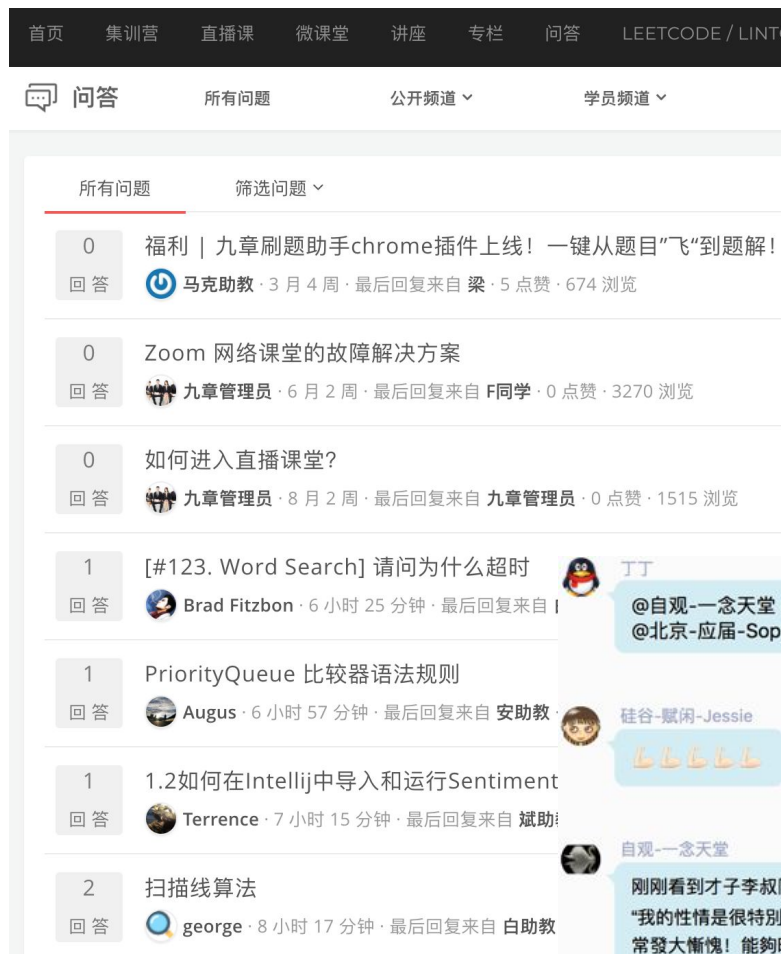 首页 集训营 直播课 微课堂 讲座 专栏 问答 LEETCODE / LINT
问答 所有问题 公开频道 学员频道
所有问题 筛选问题
0 福利 | 九章刷题助手chrome插件上线！一键从题目”飞“到题解！
回答 马克助教 · 3 月 4 周 · 最后回复来自 梁 · 5 点赞 · 674 浏览
0 Zoom 网络课堂的故障解决方案
回答 九章管理员 · 6 月 2 周 · 最后回复来自 F同学 · 0 点赞 · 3270 浏览
0 如何进入直播课堂?
回答 九章管理员 · 8 月 2 周 · 最后回复来自 九章管理员 · 0 点赞 · 1515 浏览
1 [#123. Word Search] 请问为什么超时
回答 Brad Fitzbon · 6 小时 25 分钟 · 最后回复来自
1 PriorityQueue 比较器语法规则
回答 Augus · 6 小时 57 分钟 · 最后回复来自 安助教 ·
1 1.2如何在Intellij中导入和运行Sentiment
回答 Terrence · 7 小时 15 分钟 · 最后回复来自 斌助
2 扫描线算法
回答 george · 8 小时 17 分钟 · 最后回复来自 白助教
丁丁
@自观-一念天堂
@北京-应届-Sop
硅谷-赋闲-Jessie
自观-一念天堂
刚刚看到才子李叔
“我的性情是很特别
常發大慚愧！能夠